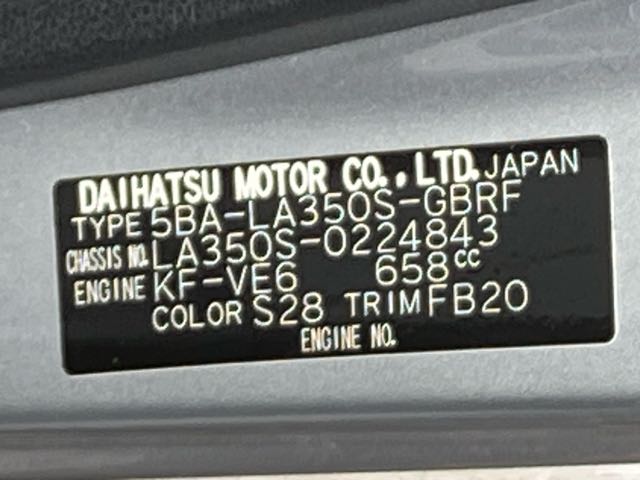 DAIHATSU MOTOR CO., LTD. JAPAN
TYPE 5BA-LA350S-GBRF
CHASSIS NO. LA350S-0224843
ENGINE KF-VE6 658cc
COLOR S28 TRIM FB20
ENGINE NO.